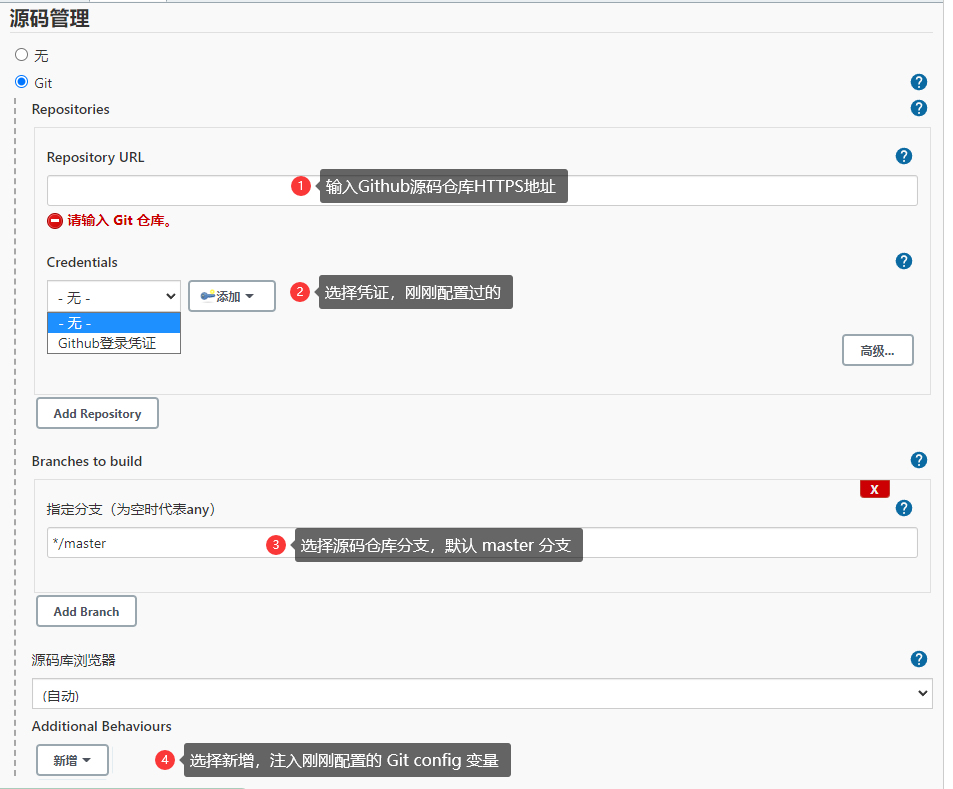 源码管理
无
Git
Repositories
Repository URL
1 输入Github源码仓库HTTPS地址
请输入 Git 仓库。
Credentials
- 无 -
添加
2 选择凭证，刚刚配置过的
- 无 -
Github登录凭证
高级...
Add Repository
Branches to build
X
指定分支（为空时代表any）
*/master
3 选择源码仓库分支，默认 master 分支
Add Branch
源码库浏览器
(自动)
Additional Behaviours
新增
4 选择新增，注入刚刚配置的 Git config 变量